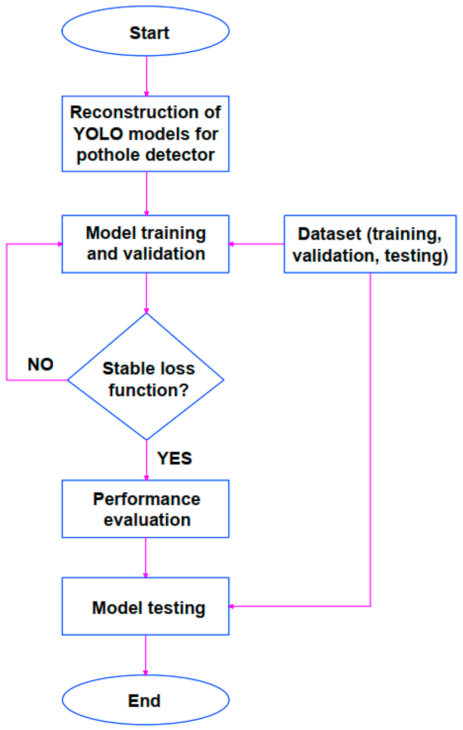 Start
Reconstruction of
YOLO models for
pothole detector
Model training
and validation
Dataset (training,
validation, testing)
Stable loss
function?
NO
YES
Performance
evaluation
Model testing
End